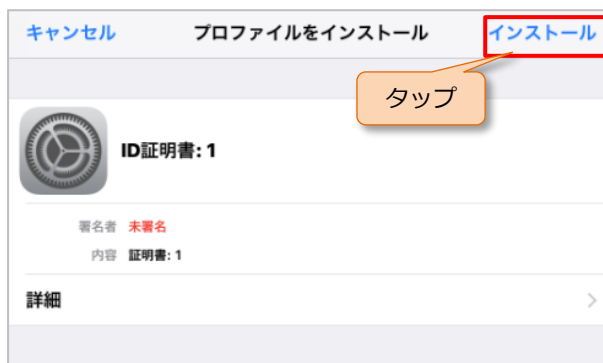 キャンセル プロファイルをインストール インストール
タップ
ID証明書: 1
署名者 未署名
内容 証明書: 1
詳細